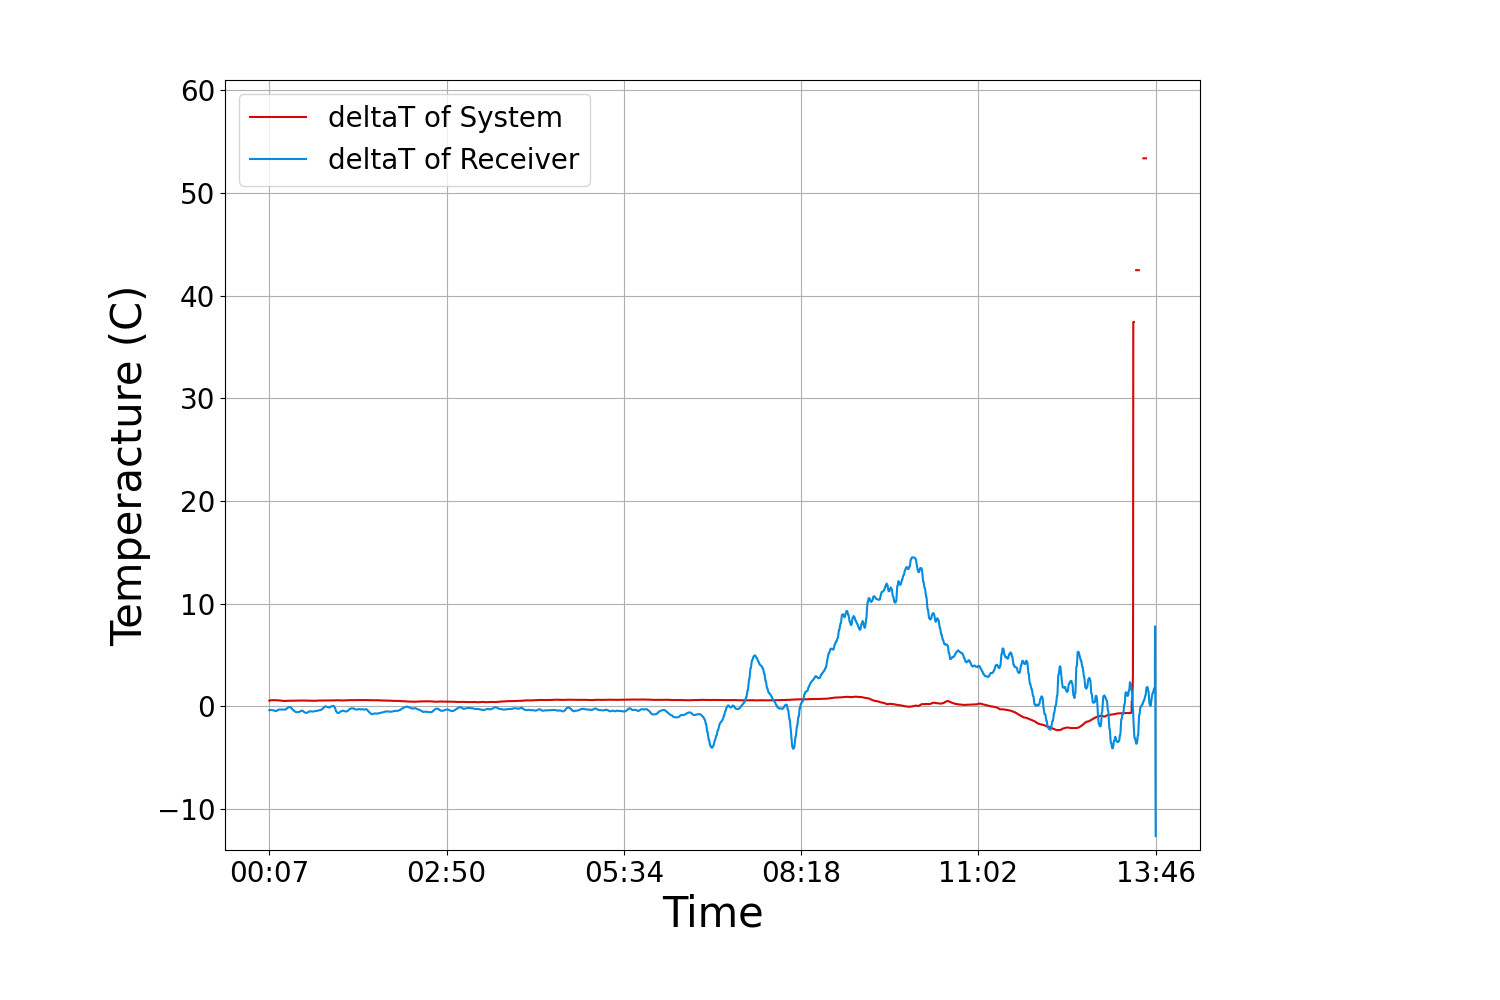 60
50
40
30
20
10
0
−10
deltaT of System
deltaT of Receiver
Temperacture (C)
00:07 02:50 05:34 08:18 11:02 13:46
Time